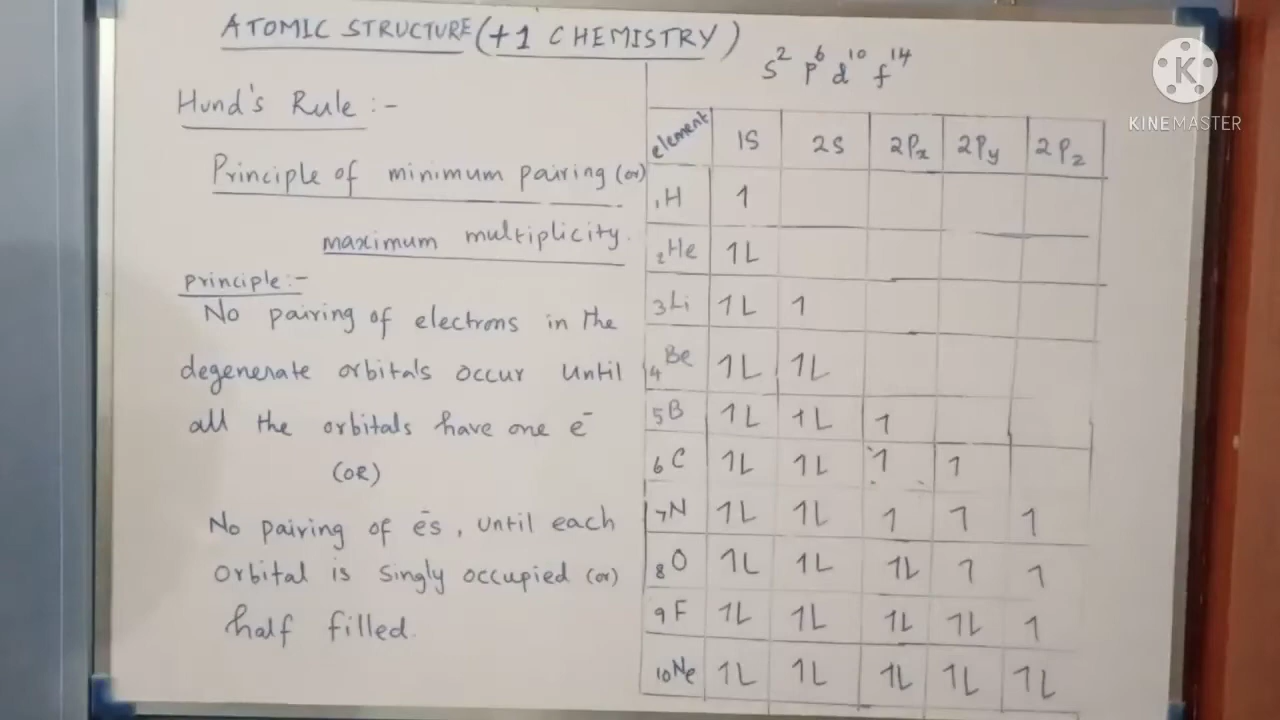 ATOMIC STRUCTURE (+1 CHEMISTRY)
Hund's Rule :-
Principle of minimum pairing (or)
maximum multiplicity.
principle:-
No pairing of electrons in the
degenerate orbitals occur until
all the orbitals have one e⁻
(OR)
No pairing of e⁻s, until each
orbital is singly occupied (or)
half filled.
s² p⁶ d¹⁰ f¹⁴
element 1S 2S 2Px 2Py 2Pz
₁H 1
₂He 1L
₃Li 1L 1
₄Be 1L 1L
₅B 1L 1L 1
₆C 1L 1L 1 1
₇N 1L 1L 1 1 1
₈O 1L 1L 1L 1 1
₉F 1L 1L 1L 1L 1
₁₀Ne 1L 1L 1L 1L 1L
K
KINEMASTER